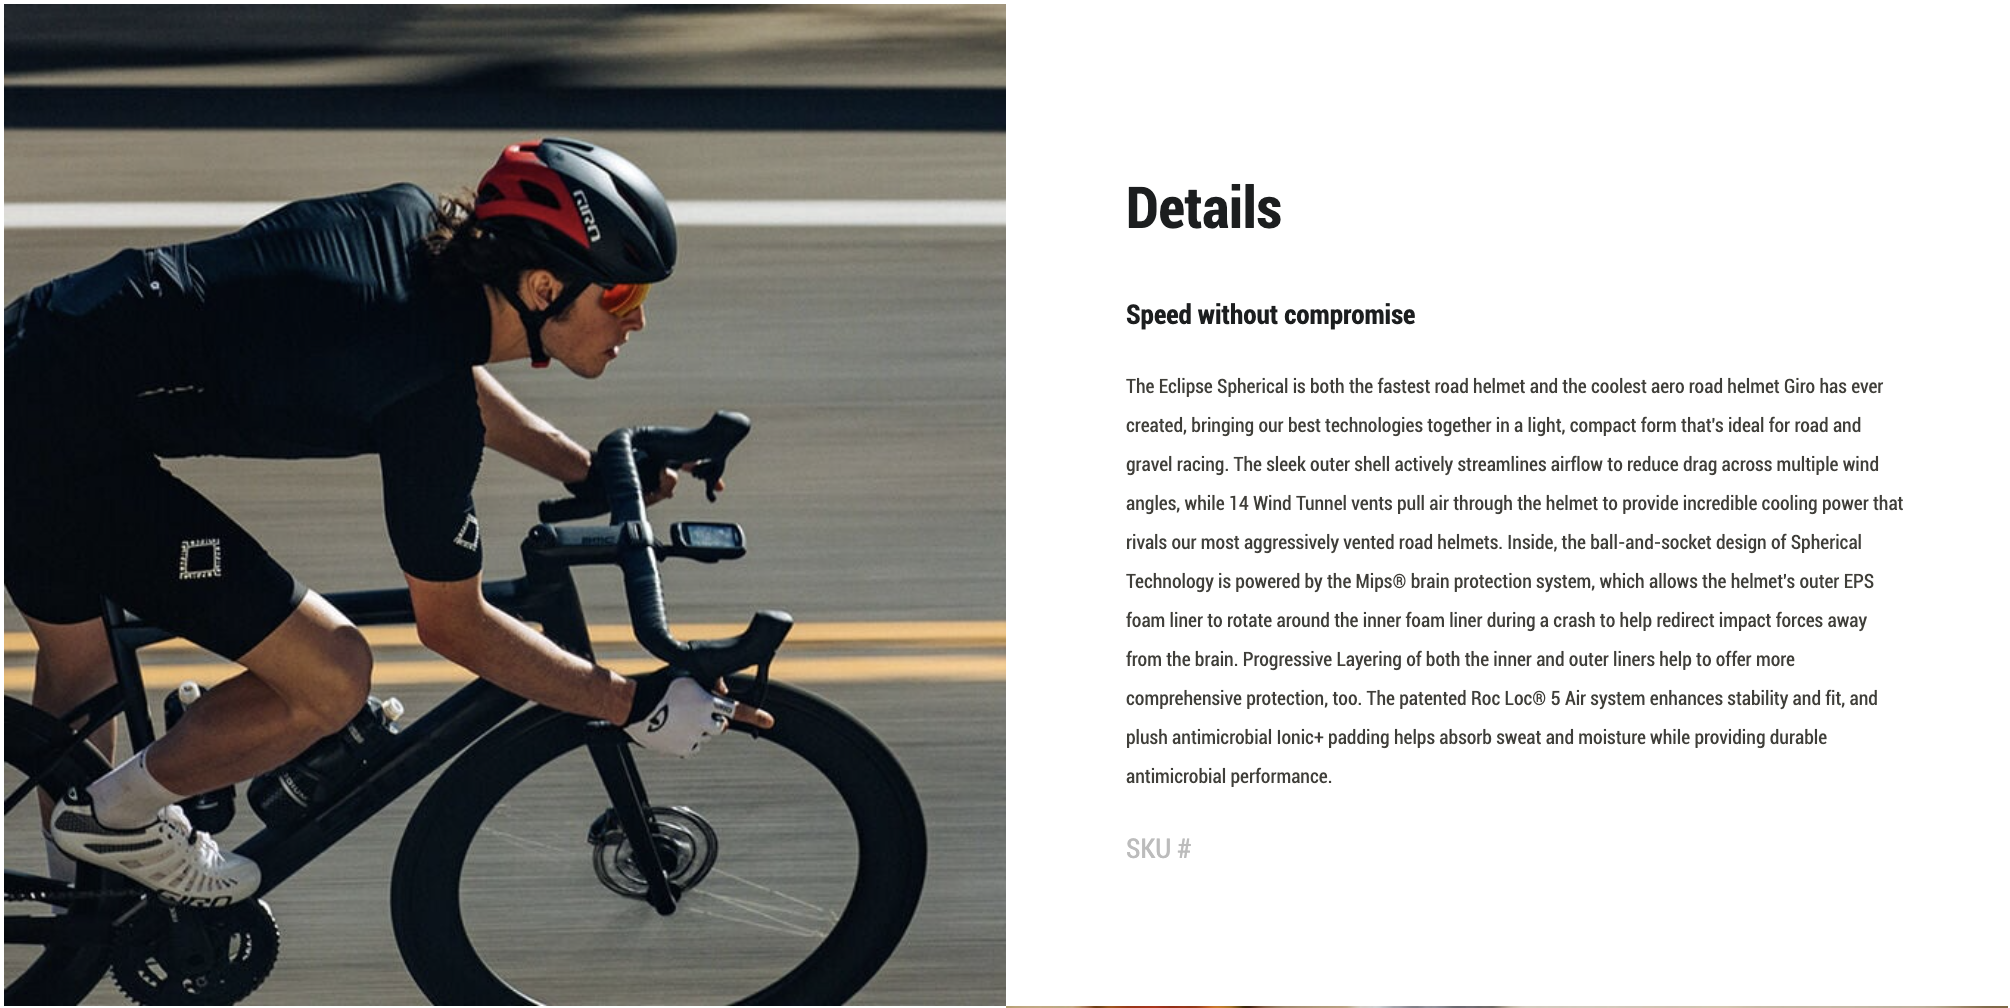 GIRO
BMC
GIRO
Details
Speed without compromise
The Eclipse Spherical is both the fastest road helmet and the coolest aero road helmet Giro has ever
created, bringing our best technologies together in a light, compact form that's ideal for road and
gravel racing. The sleek outer shell actively streamlines airflow to reduce drag across multiple wind
angles, while 14 Wind Tunnel vents pull air through the helmet to provide incredible cooling power that
rivals our most aggressively vented road helmets. Inside, the ball-and-socket design of Spherical
Technology is powered by the Mips® brain protection system, which allows the helmet's outer EPS
foam liner to rotate around the inner foam liner during a crash to help redirect impact forces away
from the brain. Progressive Layering of both the inner and outer liners help to offer more
comprehensive protection, too. The patented Roc Loc® 5 Air system enhances stability and fit, and
plush antimicrobial Ionic+ padding helps absorb sweat and moisture while providing durable
antimicrobial performance.
SKU #